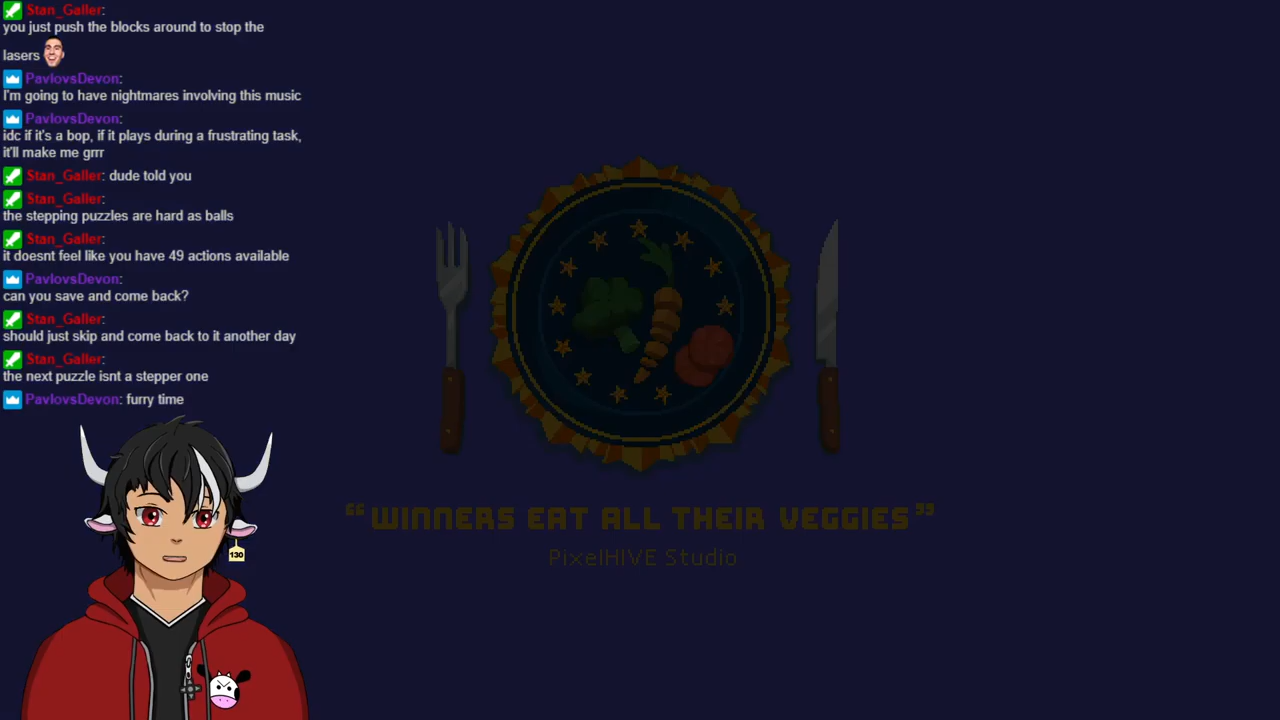 Stan_Galler:
you just push the blocks around to stop the
lasers
PavlovsDevon:
I'm going to have nightmares involving this music
PavlovsDevon:
idc if it's a bop, if it plays during a frustrating task,
it'll make me grrr
Stan_Galler: dude told you
Stan_Galler:
the stepping puzzles are hard as balls
Stan_Galler:
it doesnt feel like you have 49 actions available
PavlovsDevon:
can you save and come back?
Stan_Galler:
should just skip and come back to it another day
Stan_Galler:
the next puzzle isnt a stepper one
PavlovsDevon: furry time
130
“WINNERS EAT ALL THEIR VEGGIES”
PixelHIVE Studio